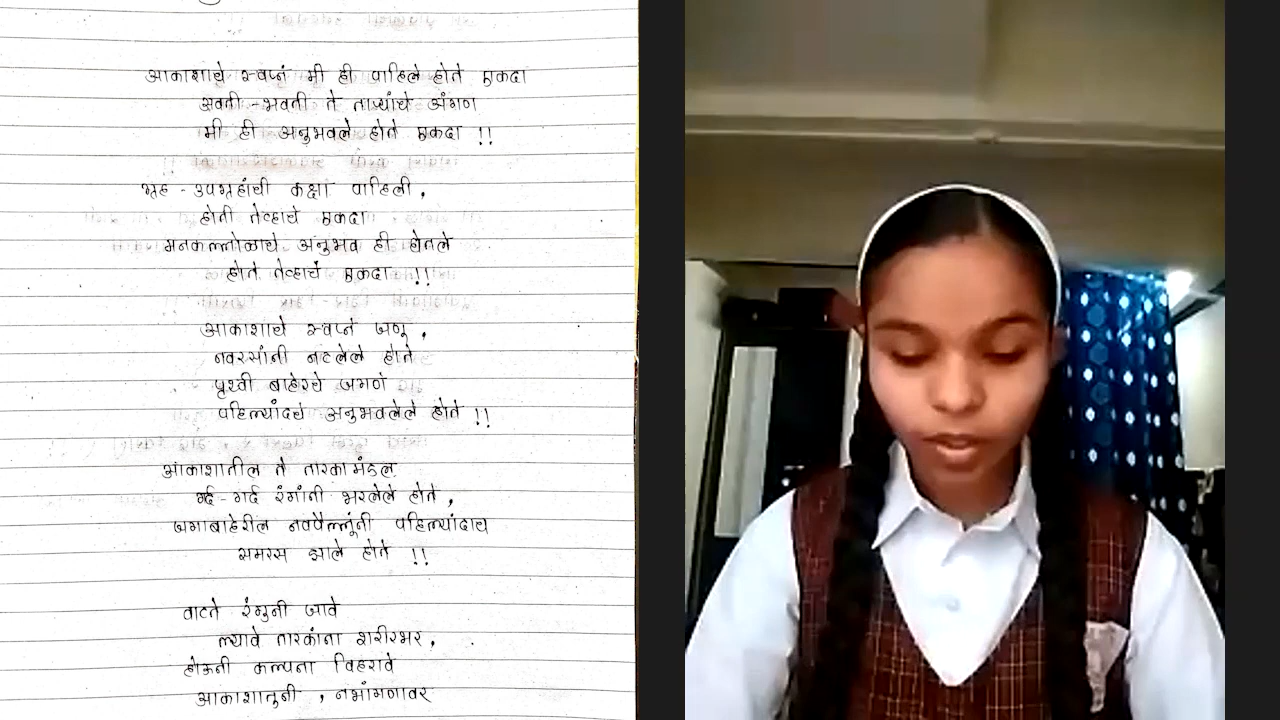 आकाशाचे स्वप्नं मी ही पाहिले होते एकदा
अवती - भवती ते ताऱ्यांचे अंगण
मी ही अनुभवले होते एकदा !!
ग्रह - उपग्रहांची कक्षा पाहिली ,
होती तेव्हाचे एकदा
मनकल्लोळाचे अनुभव ही होतले
होते तेव्हाचे एकदा !!!
आकाशाचे स्वप्नं जणू ,
नवरसांनी नटलेले होते
पृथ्वी बाहेरचे जगणे
पहिल्यांदाचे अनुभवलेले होते !!
आकाशातील ते तारकामंडल
गर्द - गर्द रंगांनी भरलेले होते ,
जगाबाहेरील नवपैल्लूंनी पहिल्यांदाच
समरस झाले होते !!
वाटते रंगुनी जावे
ल्यावे तारकांना शरीरभर ,
होऊनी कल्पना विहरावे
आकाशातुनी , नभांगणावर